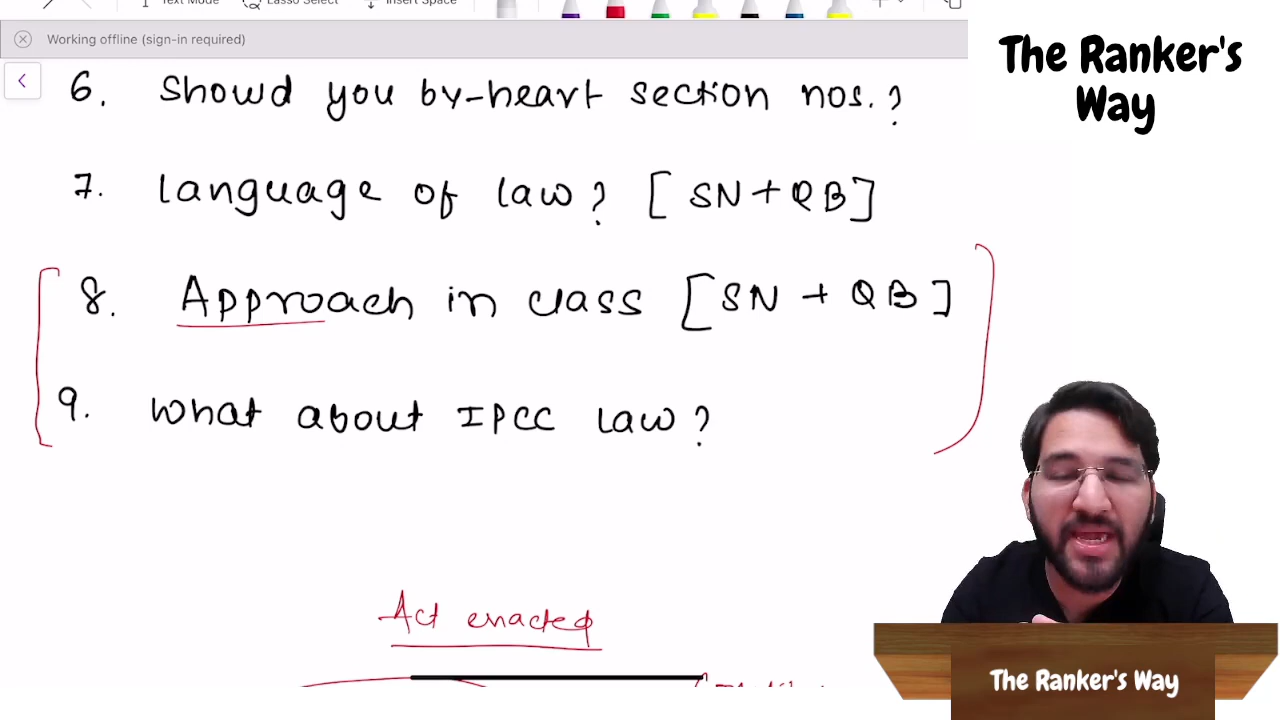 Text Mode
Lasso Select
Insert Space
Working offline (sign-in required)
The Ranker's
Way
6. Should you by-heart section nos.?
7. Language of law? [SN+QB]
8. Approach in class [SN + QB]
9. What about IPCC law?
Act enacted
The Ranker's Way